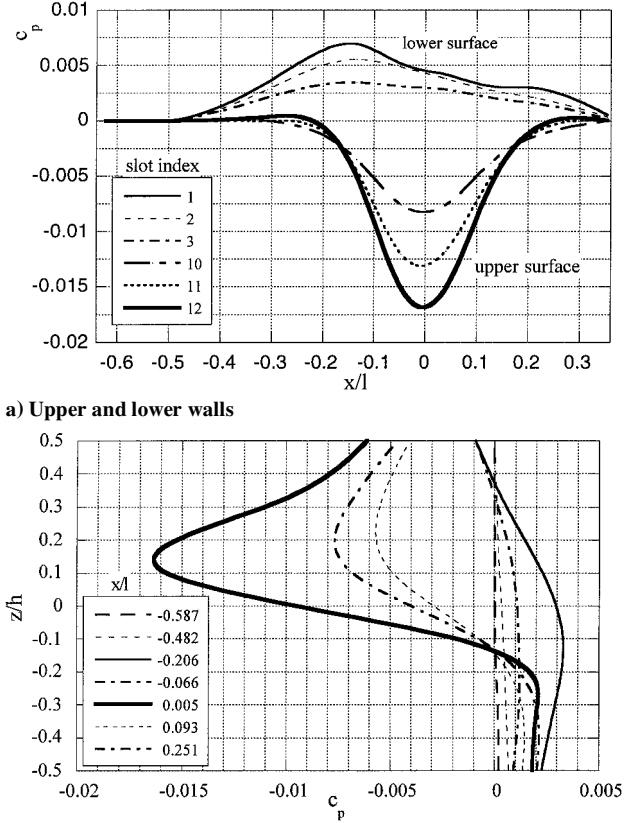 c_p
0.01
0.005
0
-0.005
-0.01
-0.015
-0.02
lower surface
slot index
1
2
3
10
11
12
upper surface
-0.6 -0.5 -0.4 -0.3 -0.2 -0.1 0 0.1 0.2 0.3
x/l
a) Upper and lower walls
z/h
0.5
0.4
0.3
0.2
0.1
0
-0.1
-0.2
-0.3
-0.4
-0.5
x/l
-0.587
-0.482
-0.206
-0.066
0.005
0.093
0.251
-0.02 -0.015 -0.01 -0.005 0 0.005
c_p